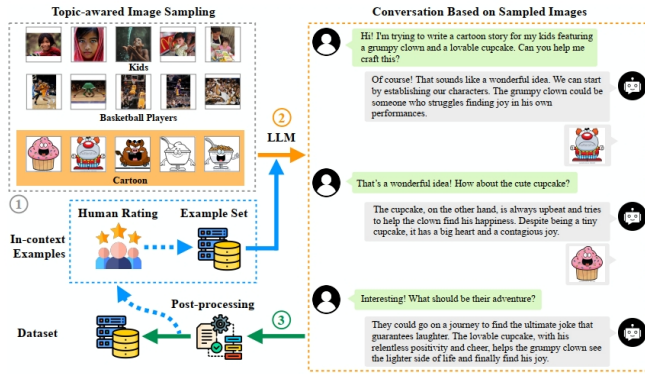 Topic-awared Image Sampling
Kids
Basketball Players
Cartoon
1
2
LLM
In-context
Examples
Human Rating
Example Set
Dataset
Post-processing
3
Conversation Based on Sampled Images
Hi! I'm trying to write a cartoon story for my kids featuring
a grumpy clown and a lovable cupcake. Can you help me
craft this?
Of course! That sounds like a wonderful idea. We can start
by establishing our characters. The grumpy clown could be
someone who struggles finding joy in his own
performances.
That's a wonderful idea! How about the cute cupcake?
The cupcake, on the other hand, is always upbeat and tries
to help the clown find his happiness. Despite being a tiny
cupcake, it has a big heart and a contagious joy.
Interesting! What should be their adventure?
They could go on a journey to find the ultimate joke that
guarantees laughter. The lovable cupcake, with his
relentless positivity and cheer, helps the grumpy clown see
the lighter side of life and finally find his joy.